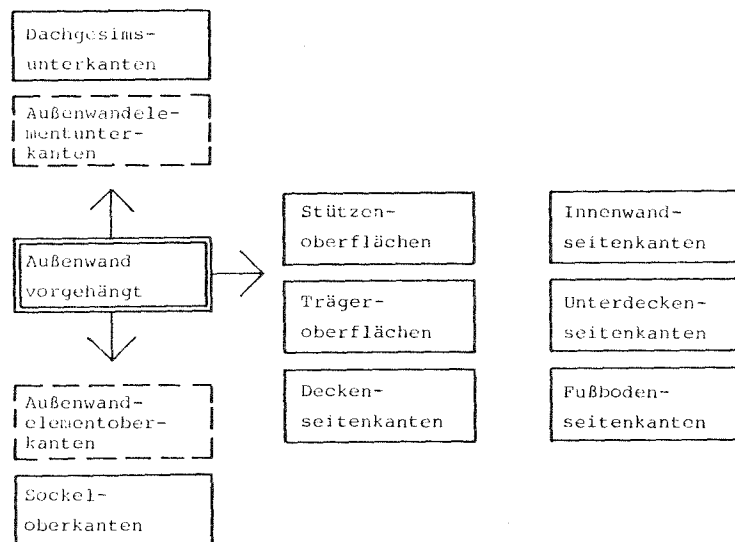 Dachgesims-
unterkanten
Außenwandele-
mentunter-
kanten
Außenwand
vorgehängt
Außenwand-
elementober-
kanten
Sockel-
oberkanten
Stützen-
oberflächen
Träger-
oberflächen
Decken-
seitenkanten
Innenwand-
seitenkanten
Unterdecken-
seitenkanten
Fußboden-
seitenkanten